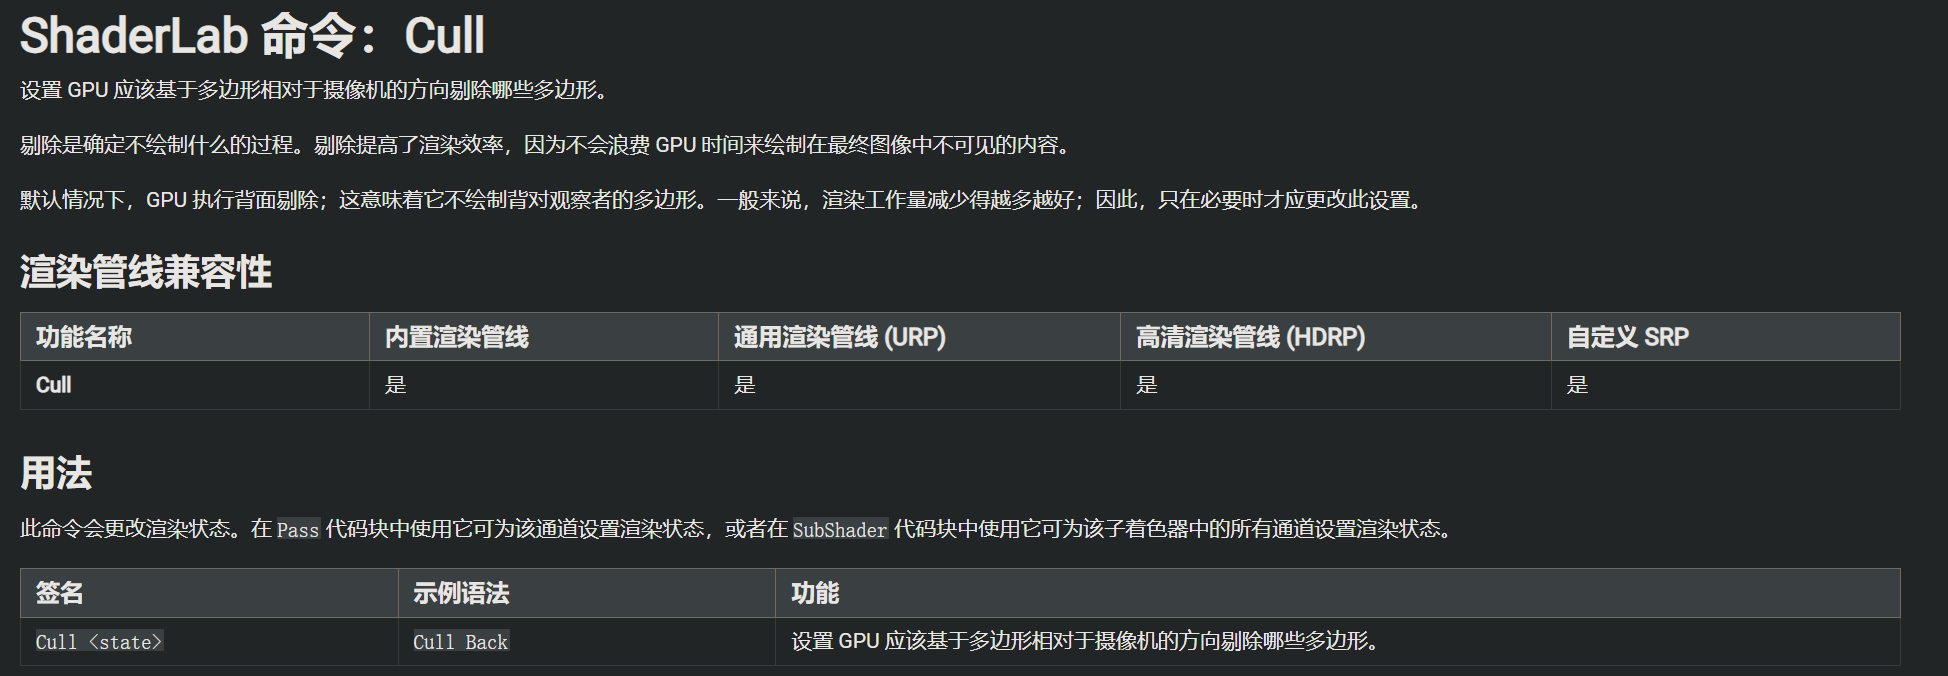 ShaderLab 命令：Cull
设置 GPU 应该基于多边形相对于摄像机的方向剔除哪些多边形。
剔除是确定不绘制什么的过程。剔除提高了渲染效率，因为不会浪费 GPU 时间来绘制在最终图像中不可见的内容。
默认情况下，GPU 执行背面剔除；这意味着它不绘制背对观察者的多边形。一般来说，渲染工作量减少得越多越好；因此，只在必要时才应更改此设置。
渲染管线兼容性
功能名称 内置渲染管线 通用渲染管线 (URP) 高清渲染管线 (HDRP) 自定义 SRP
Cull 是 是 是 是
用法
此命令会更改渲染状态。在 Pass 代码块中使用它可为该通道设置渲染状态，或者在 SubShader 代码块中使用它可为该子着色器中的所有通道设置渲染状态。
签名 示例语法 功能
Cull <state> Cull Back 设置 GPU 应该基于多边形相对于摄像机的方向剔除哪些多边形。